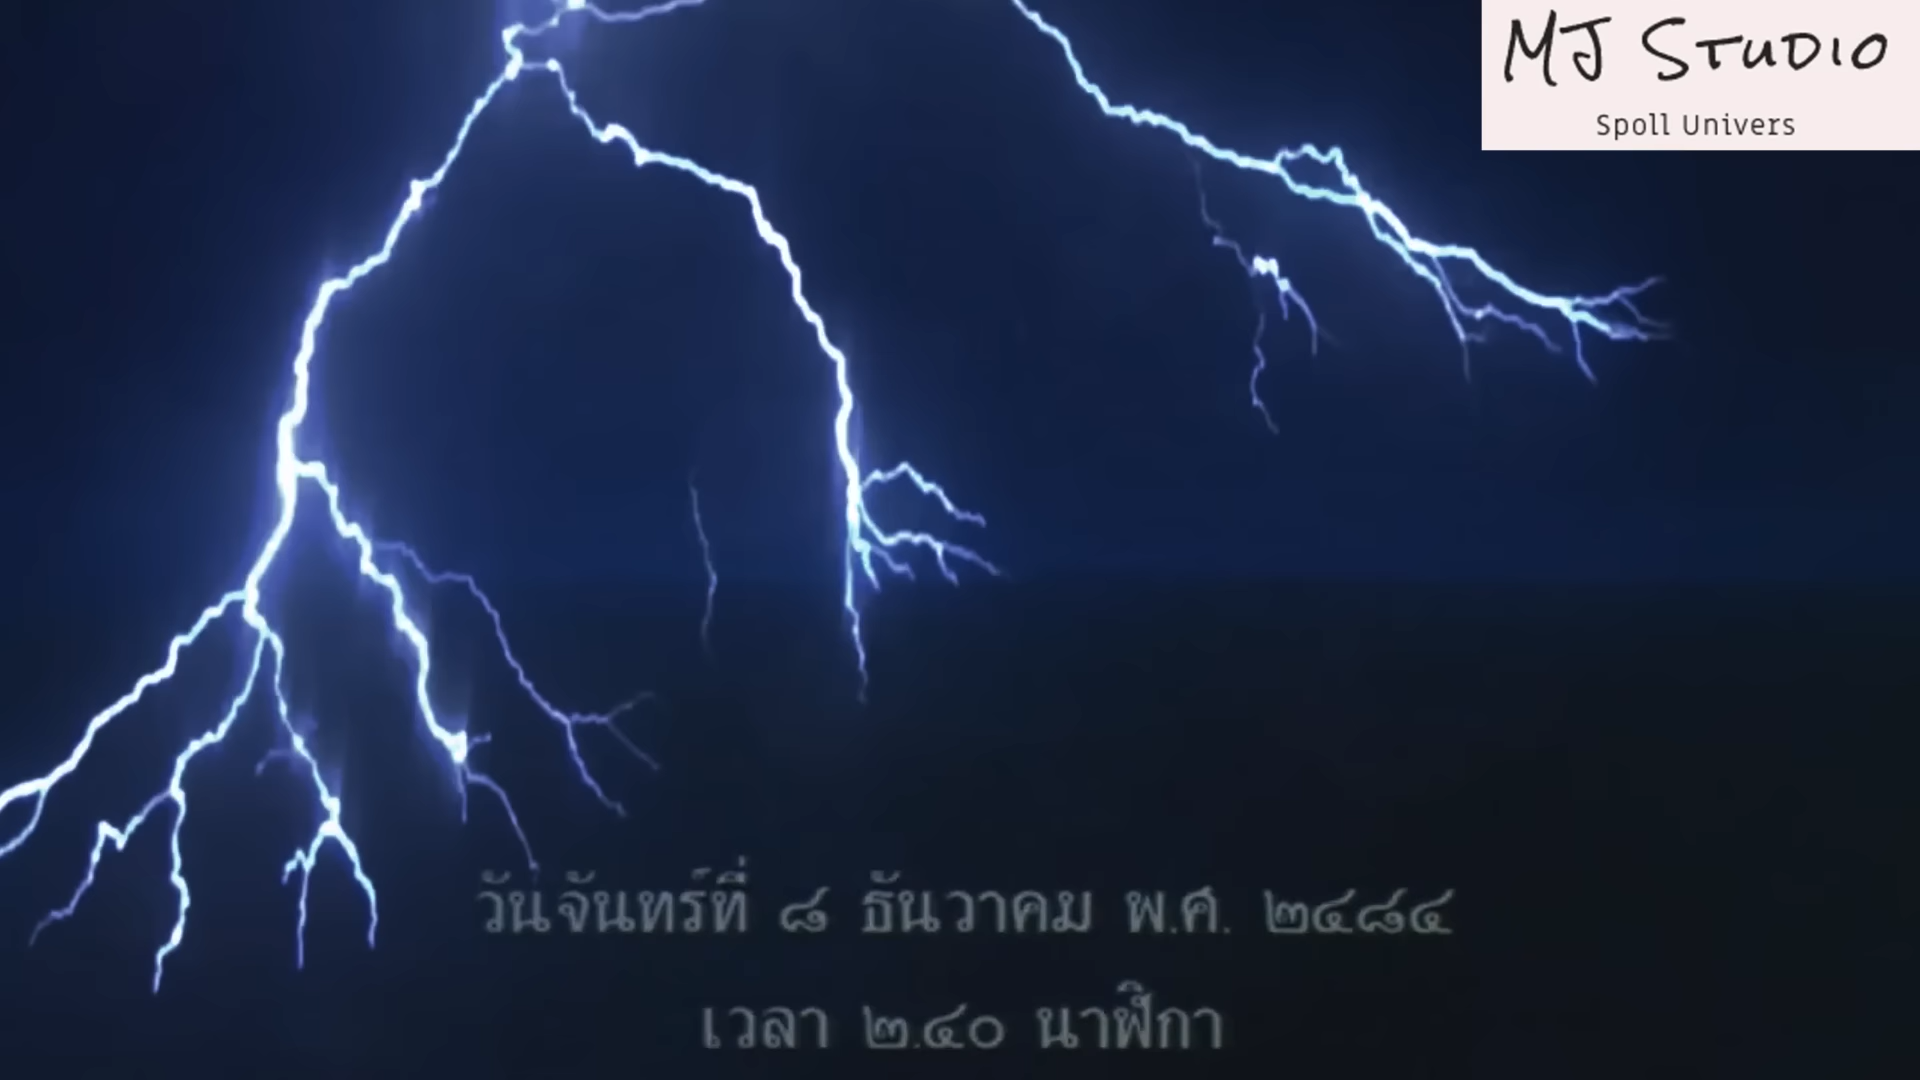 MJ STUDIO
Spoll Univers
วันจันทร์ที่ ๘ ธันวาคม พ.ศ. ๒๔๘๔
เวลา ๒.๔๐ นาฬิกา